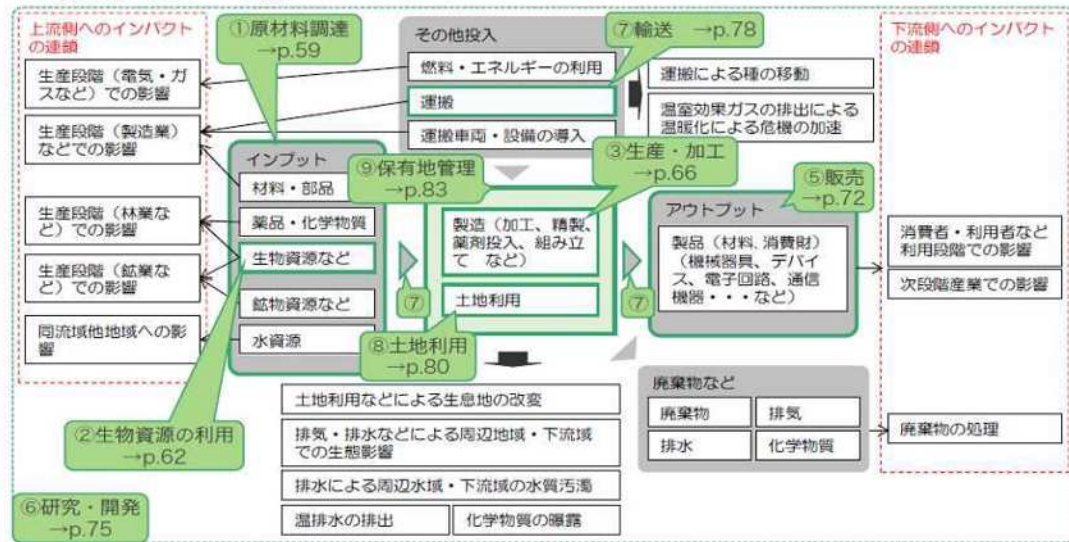 上流側へのインパクト
の連鎖
生産段階（電気・ガ
スなど）での影響
生産段階（製造業）
などでの影響
生産段階（林業な
ど）での影響
生産段階（鉱業な
ど）での影響
同流域他地域への影
響
①原材料調達
→p.59
その他投入
燃料・エネルギーの利用
運搬
運搬車両・設備の導入
⑦輸送 →p.78
運搬による種の移動
温室効果ガスの排出による
温暖化による危機の加速
インプット
材料・部品
薬品・化学物質
生物資源など
鉱物資源など
水資源
②生物資源の利用
→p.62
⑦
⑨保有地管理
→p.83
③生産・加工
→p.66
製造（加工、精製、
薬剤投入、組み立
て など）
土地利用
⑧土地利用
→p.80
⑦
⑤販売
→p.72
アウトプット
製品（材料、消費財）
（機械器具、デバイ
ス、電子回路、通信
機器・・・など）
下流側へのインパクト
の連鎖
消費者・利用者など
利用段階での影響
次段階産業での影響
廃棄物の処理
廃棄物など
廃棄物
排気
排水
化学物質
土地利用などによる生息地の改変
排気・排水などによる周辺地域・下流域
での生態影響
排水による周辺水域・下流域の水質汚濁
温排水の排出
化学物質の曝露
⑥研究・開発
→p.75